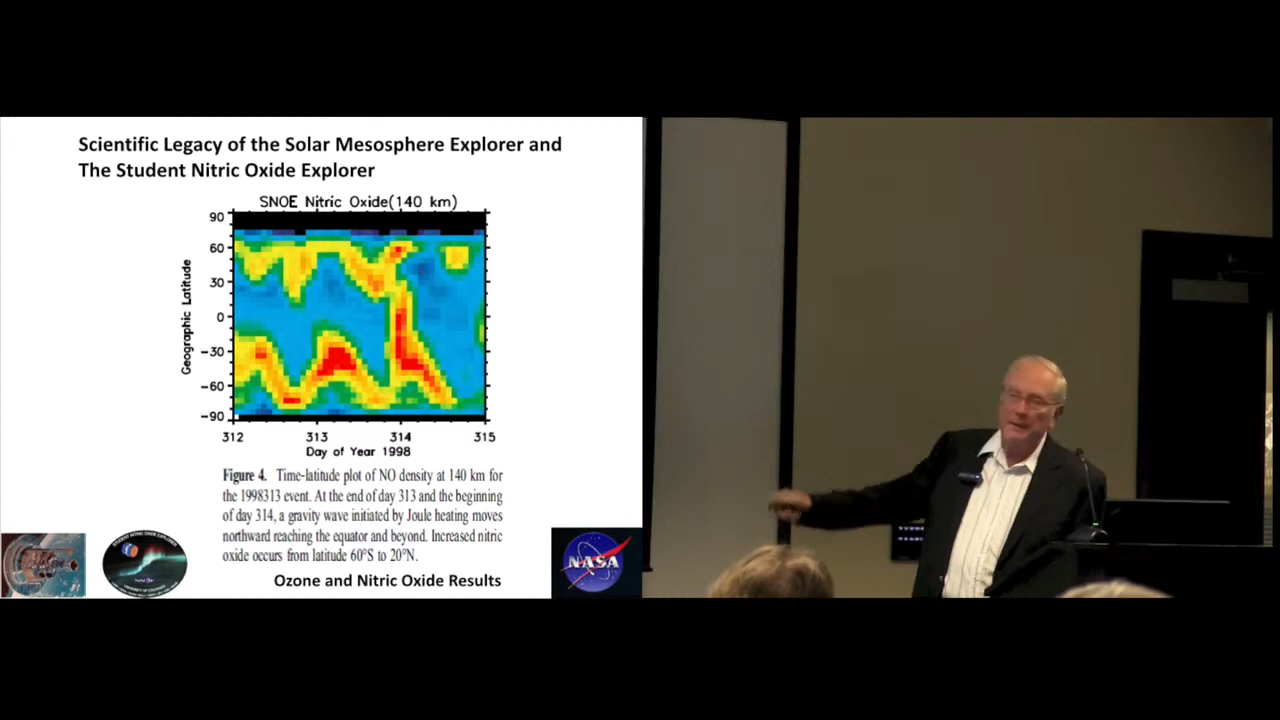 Scientific Legacy of the Solar Mesosphere Explorer and
The Student Nitric Oxide Explorer
SNOE Nitric Oxide(140 km)
90
60
30
0
-30
-60
-90
Geographic Latitude
312 313 314 315
Day of Year 1998
Figure 4. Time-latitude plot of NO density at 140 km for
the 1998313 event. At the end of day 313 and the beginning
of day 314, a gravity wave initiated by Joule heating moves
northward reaching the equator and beyond. Increased nitric
oxide occurs from latitude 60°S to 20°N.
STUDENT NITRIC OXIDE EXPLORER
NASA
Ozone and Nitric Oxide Results